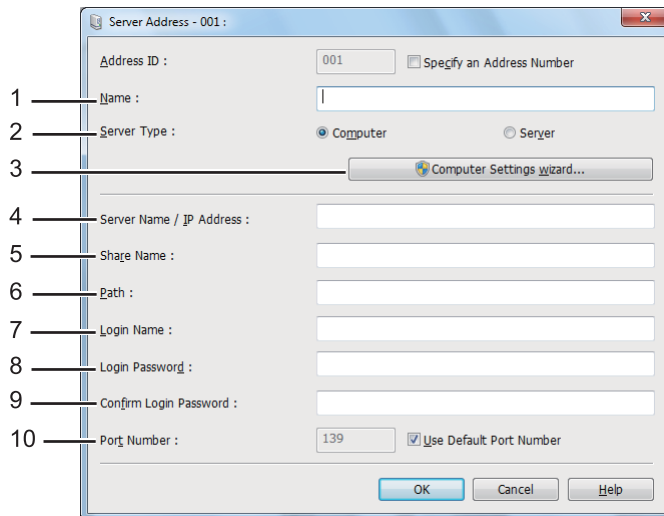 Server Address - 001 :
Address ID : 001 Specify an Address Number
1 Name :
2 Server Type : Computer Server
3 Computer Settings wizard...
4 Server Name / IP Address :
5 Share Name :
6 Path :
7 Login Name :
8 Login Password :
9 Confirm Login Password :
10 Port Number : 139 Use Default Port Number
OK Cancel Help